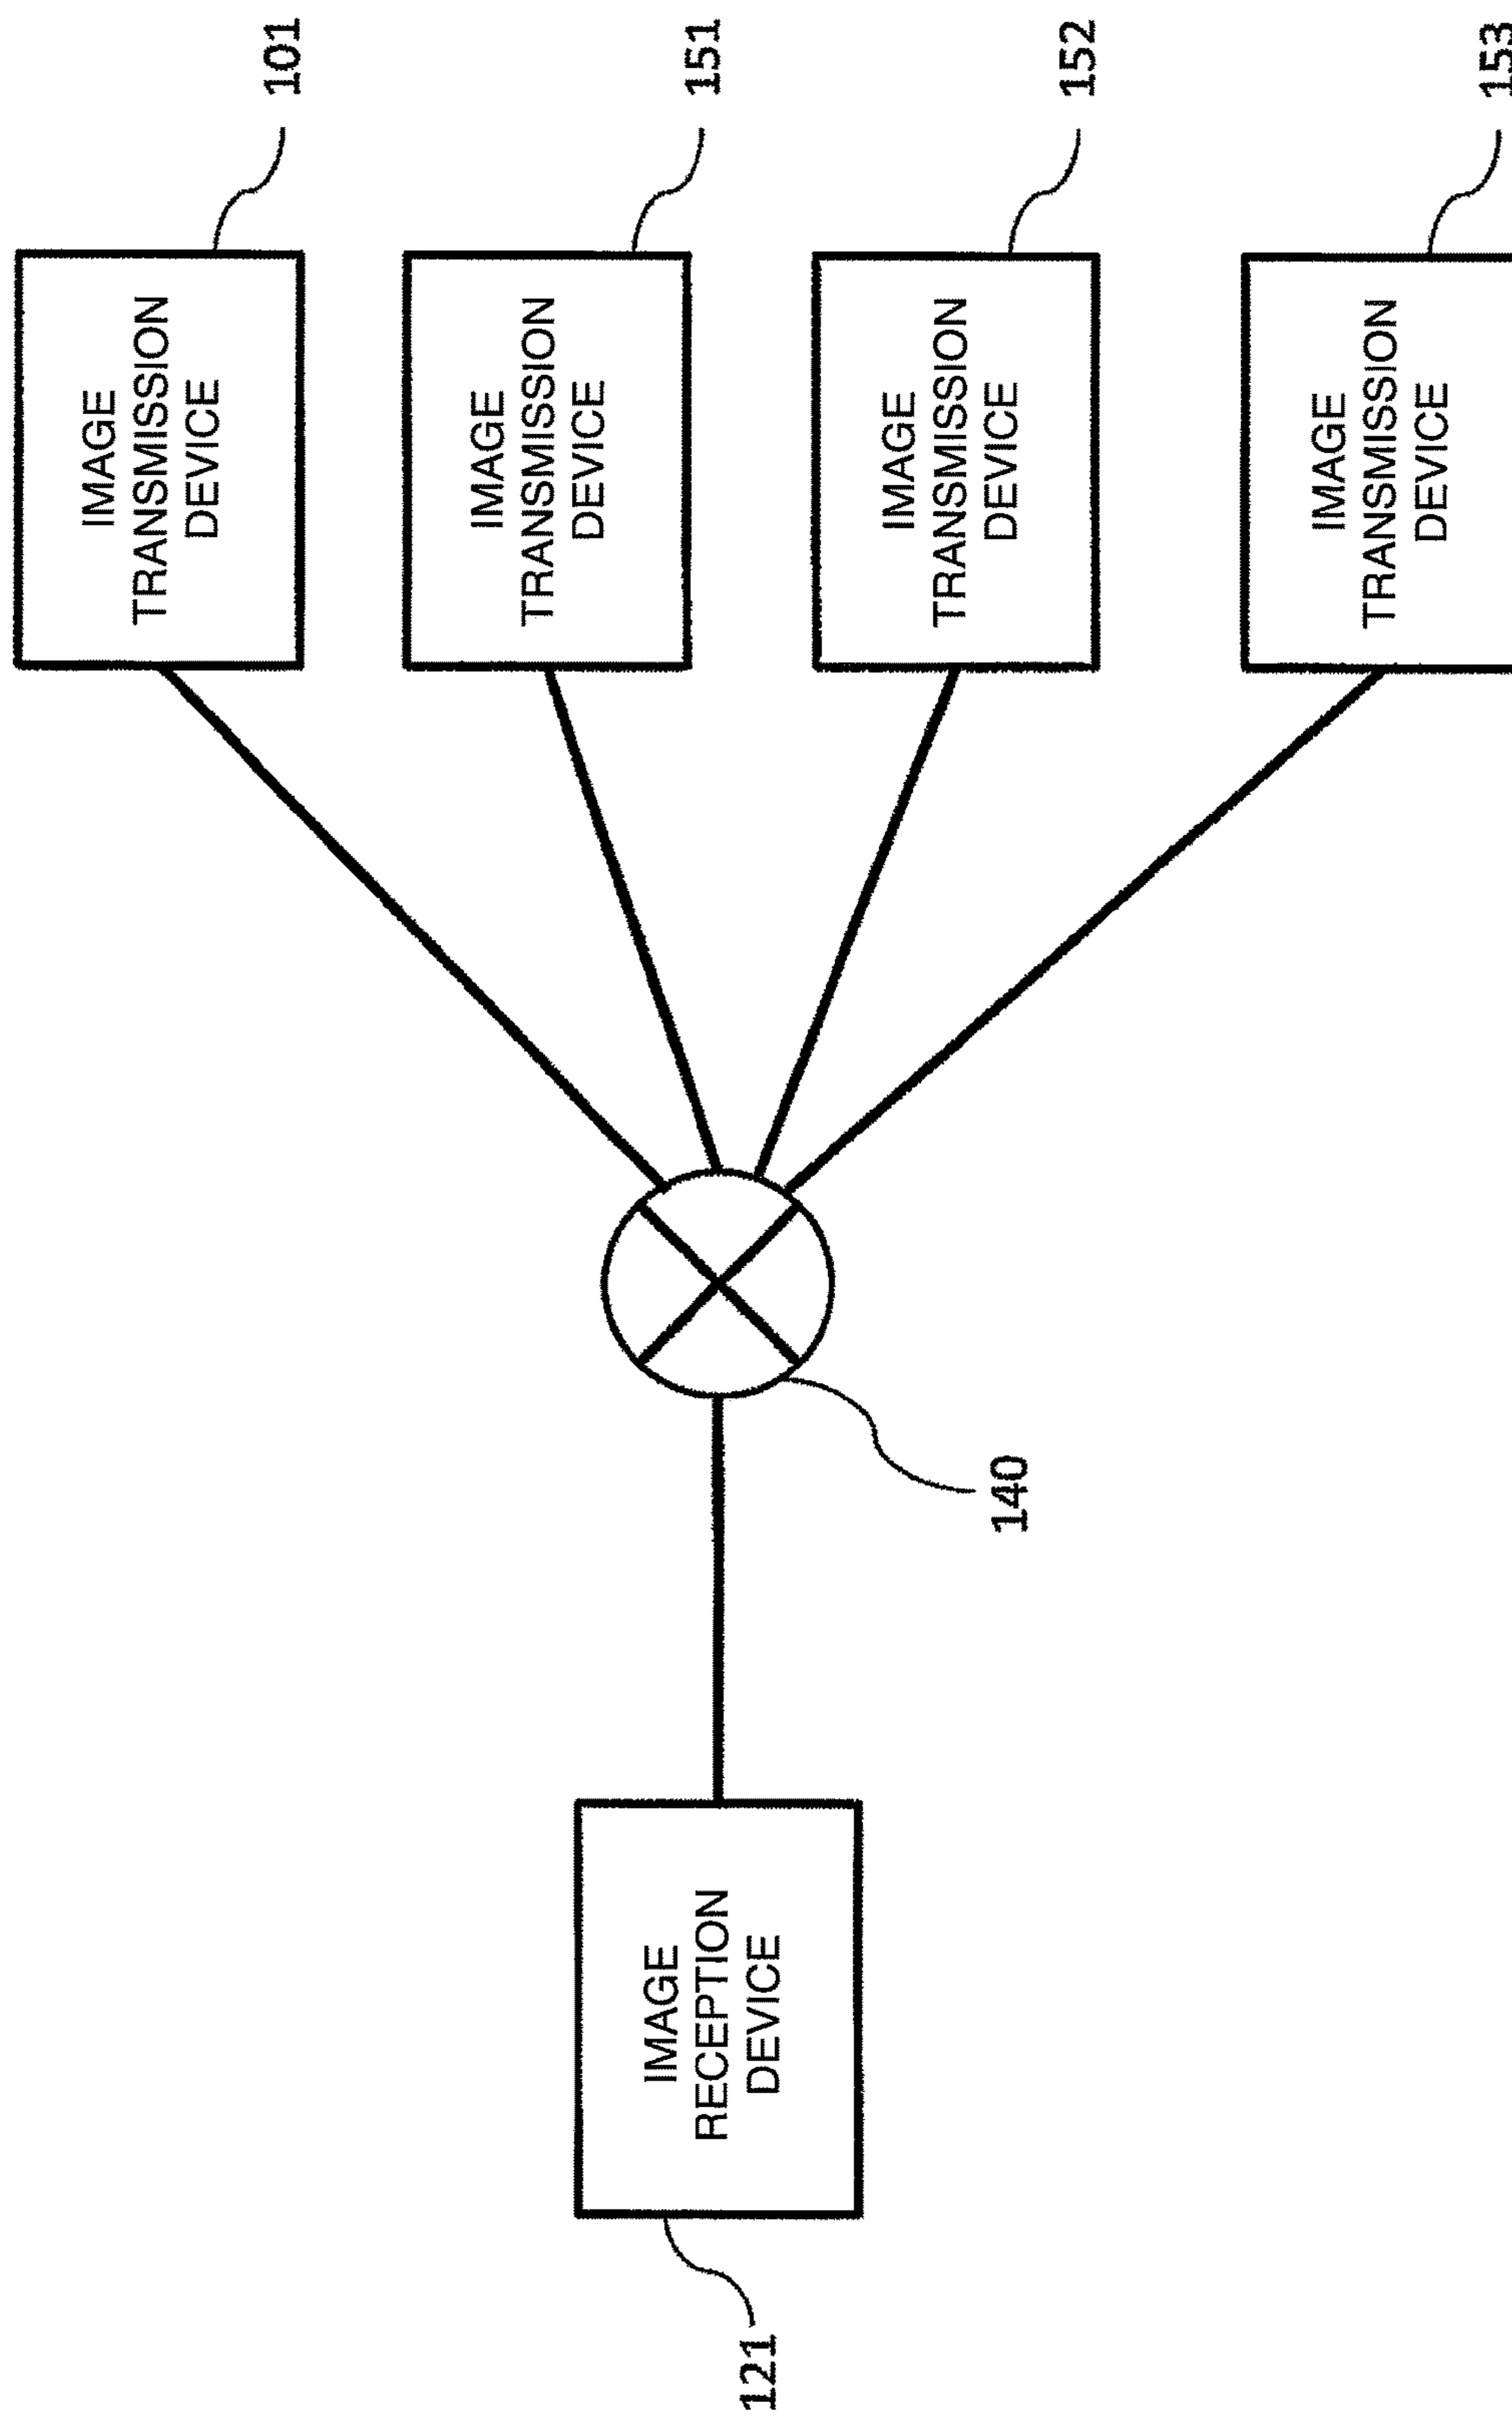 101
IMAGE
TRANSMISSION
DEVICE
151
IMAGE
TRANSMISSION
DEVICE
152
IMAGE
TRANSMISSION
DEVICE
153
IMAGE
TRANSMISSION
DEVICE
140
IMAGE
RECEPTION
DEVICE
121